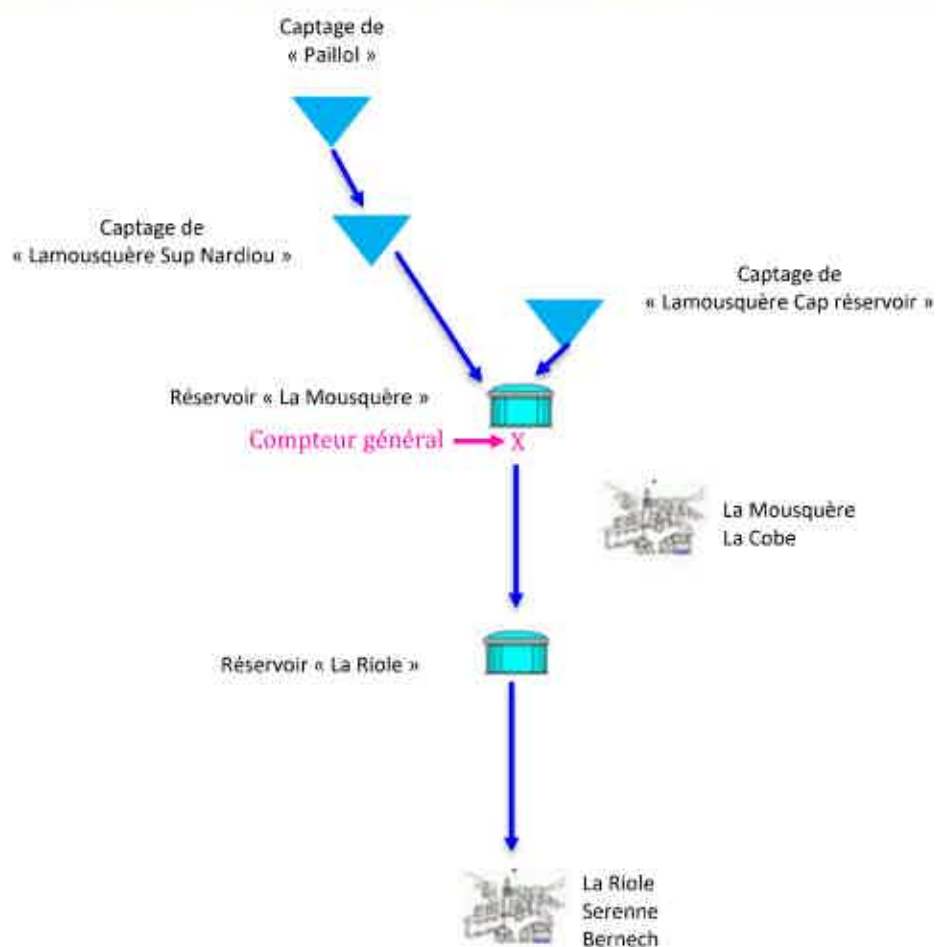 Captage de
« Paillol »
Captage de
« Lamousquère Sup Nardiou »
Captage de
« Lamousquère Cap réservoir »
Réservoir « La Mousquère »
Compteur général
X
La Mousquère
La Cobe
Réservoir « La Riole »
La Riole
Serenne
Bernech